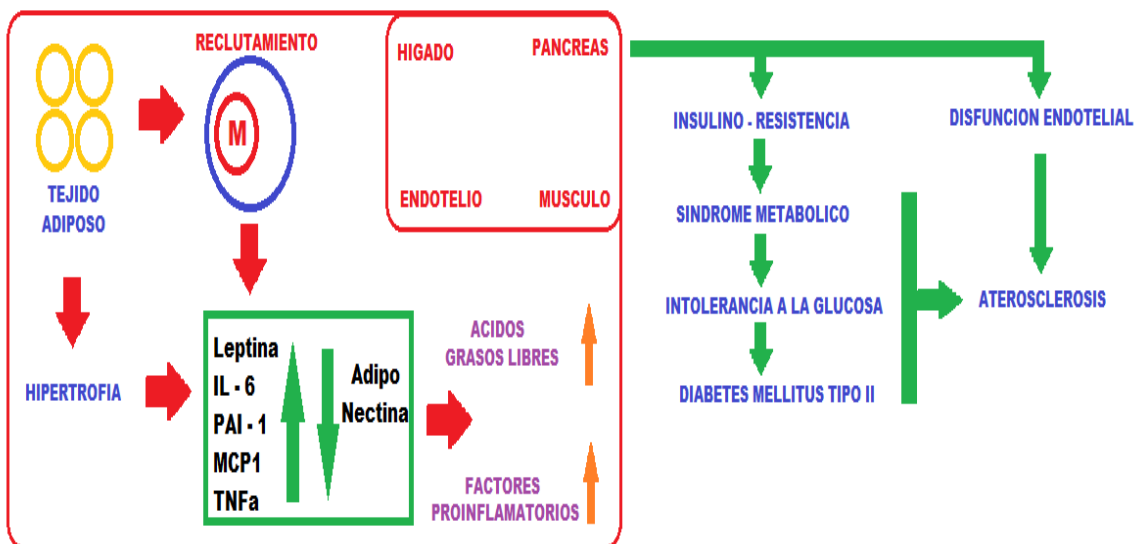 RECLUTAMIENTO
M
TEJIDO
ADIPOSO
HIGADO
PANCREAS
ENDOTELIO
MUSCULO
HIPERTROFIA
Leptina
IL - 6
PAI - 1
MCP1
TNFa
Adipo
Nectina
ACIDOS
GRASOS LIBRES
FACTORES
PROINFLAMATORIOS
INSULINO - RESISTENCIA
SINDROME METABOLICO
INTOLERANCIA A LA GLUCOSA
DIABETES MELLITUS TIPO II
DISFUNCION ENDOTELIAL
ATEROSCLEROSIS